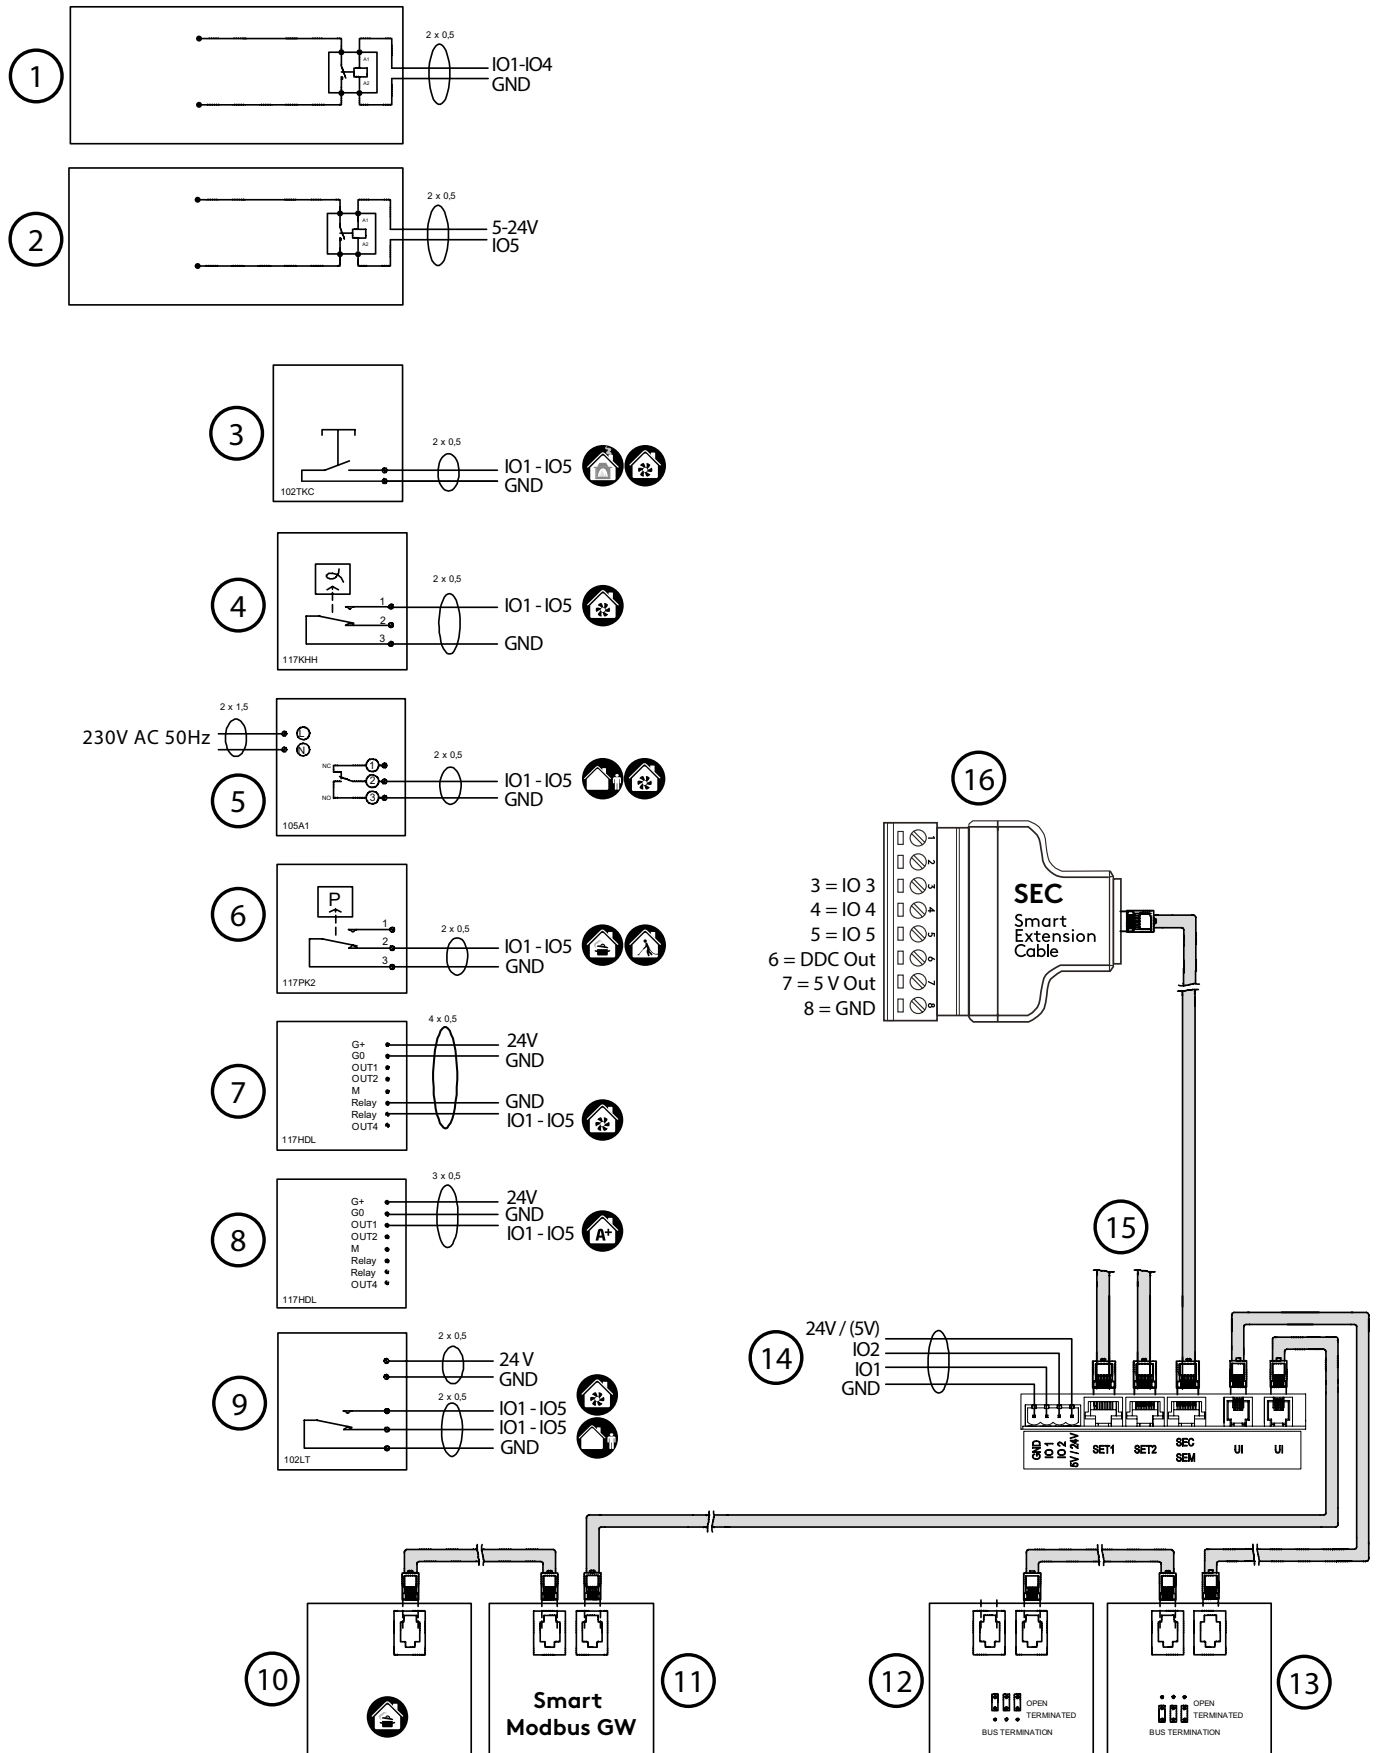 1
2 x 0,5
A1
A2
IO1-IO4
GND
2
2 x 0,5
A1
A2
5-24V
IO5
3
102TKC
2 x 0,5
IO1 - IO5
GND
4
1
2
3
117KHH
2 x 0,5
IO1 - IO5
GND
230V AC 50Hz
2 x 1,5
L
N
5
NC
NO
1
2
3
105A1
2 x 0,5
IO1 - IO5
GND
6
P
1
2
3
117PK2
2 x 0,5
IO1 - IO5
GND
7
G+
G0
OUT1
OUT2
M
Relay
Relay
OUT4
117HDL
4 x 0,5
24V
GND
GND
IO1 - IO5
8
G+
G0
OUT1
OUT2
M
Relay
Relay
OUT4
117HDL
3 x 0,5
24V
GND
IO1 - IO5
A+
9
102LT
2 x 0,5
24 V
GND
2 x 0,5
IO1 - IO5
IO1 - IO5
GND
16
3 = IO 3
4 = IO 4
5 = IO 5
6 = DDC Out
7 = 5 V Out
8 = GND
1
2
3
4
5
6
7
8
SEC
Smart
Extension
Cable
15
14
24V / (5V)
IO2
IO1
GND
GND
IO 1
IO 2
5V / 24V
SET1
SET2
SEC
SEM
UI
UI
10
Smart
Modbus GW
11
12
OPEN
TERMINATED
BUS TERMINATION
OPEN
TERMINATED
BUS TERMINATION
13